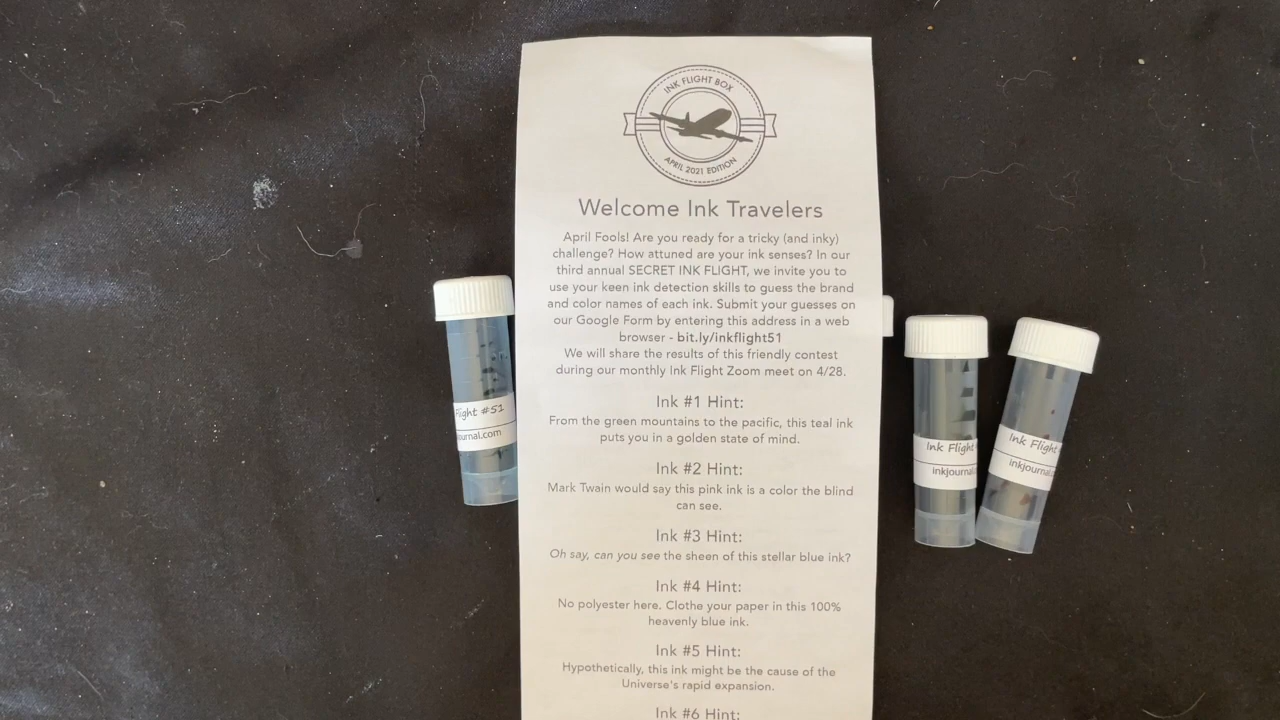 INK FLIGHT BOX
APRIL 2021 EDITION
Welcome Ink Travelers
April Fools! Are you ready for a tricky (and inky)
challenge? How attuned are your ink senses? In our
third annual SECRET INK FLIGHT, we invite you to
use your keen ink detection skills to guess the brand
and color names of each ink. Submit your guesses on
our Google Form by entering this address in a web
browser - bit.ly/inkflight51
We will share the results of this friendly contest
during our monthly Ink Flight Zoom meet on 4/28.
Ink #1 Hint:
From the green mountains to the pacific, this teal ink
puts you in a golden state of mind.
Ink #2 Hint:
Mark Twain would say this pink ink is a color the blind
can see.
Ink #3 Hint:
Oh say, can you see the sheen of this stellar blue ink?
Ink #4 Hint:
No polyester here. Clothe your paper in this 100%
heavenly blue ink.
Ink #5 Hint:
Hypothetically, this ink might be the cause of the
Universe's rapid expansion.
Ink #6 Hint:
Flight #51
journal.com
Ink Flight
inkjournal.
Ink Flight
inkjournal